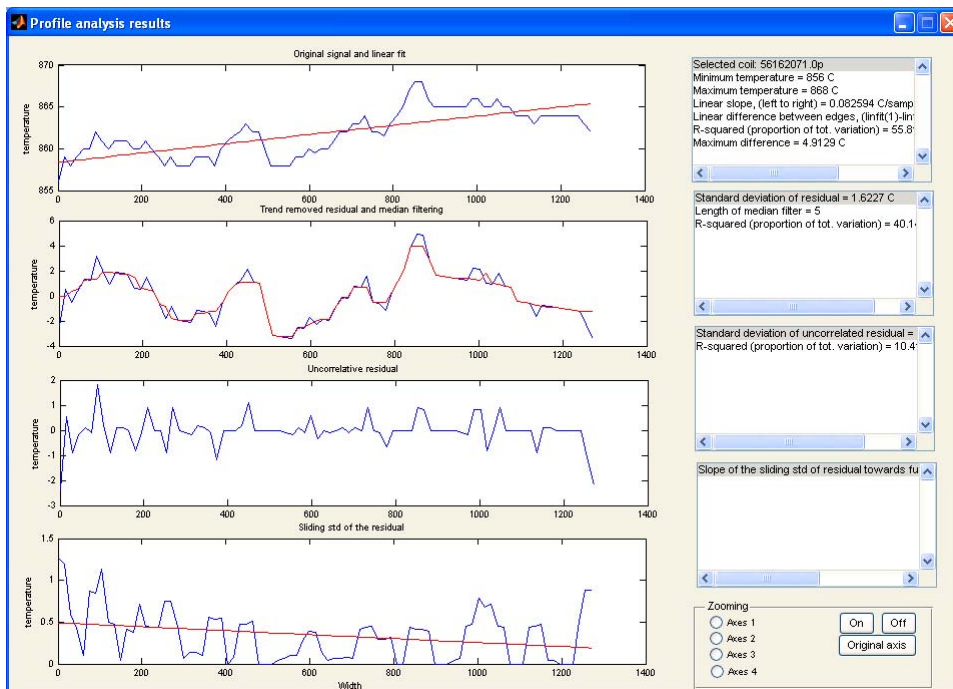 Profile analysis results
Original signal and linear fit
870
865
860
855
temperature
0 200 400 600 800 1000 1200 1400
Trend removed residual and median filtering
6
4
2
0
-2
-4
temperature
0 200 400 600 800 1000 1200 1400
Uncorrelative residual
2
1
0
-1
-2
-3
temperature
0 200 400 600 800 1000 1200 1400
Sliding std of the residual
1.5
1
0.5
0
temperature
0 200 400 600 800 1000 1200 1400
Width
Selected coil: 56162071.0p
Minimum temperature = 856 C
Maximum temperature = 868 C
Linear slope, (left to right) = 0.082594 C/samp
Linear difference between edges, (linfit(1)-lin
R-squared (proportion of tot. variation) = 55.8
Maximum difference = 4.9129 C
Standard deviation of residual = 1.6227 C
Length of median filter = 5
R-squared (proportion of tot. variation) = 40.1
Standard deviation of uncorrelated residual =
R-squared (proportion of tot. variation) = 10.4
Slope of the sliding std of residual towards fu
Zooming
Axes 1
Axes 2
Axes 3
Axes 4
On Off
Original axis